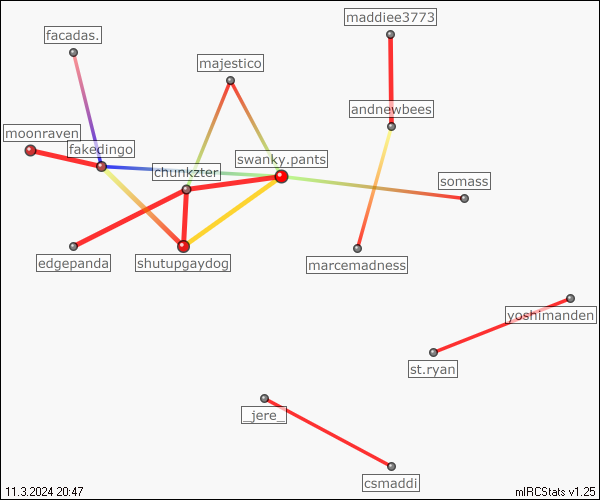 maddiee3773
facadas.
majestico
andnewbees
moonraven
fakedingo
swanky.pants
chunkzter
somass
edgepanda
shutupgaydog
marcemadness
yoshimanden
st.ryan
_jere_
csmaddi
11.3.2024 20:47
mIRCStats v1.25